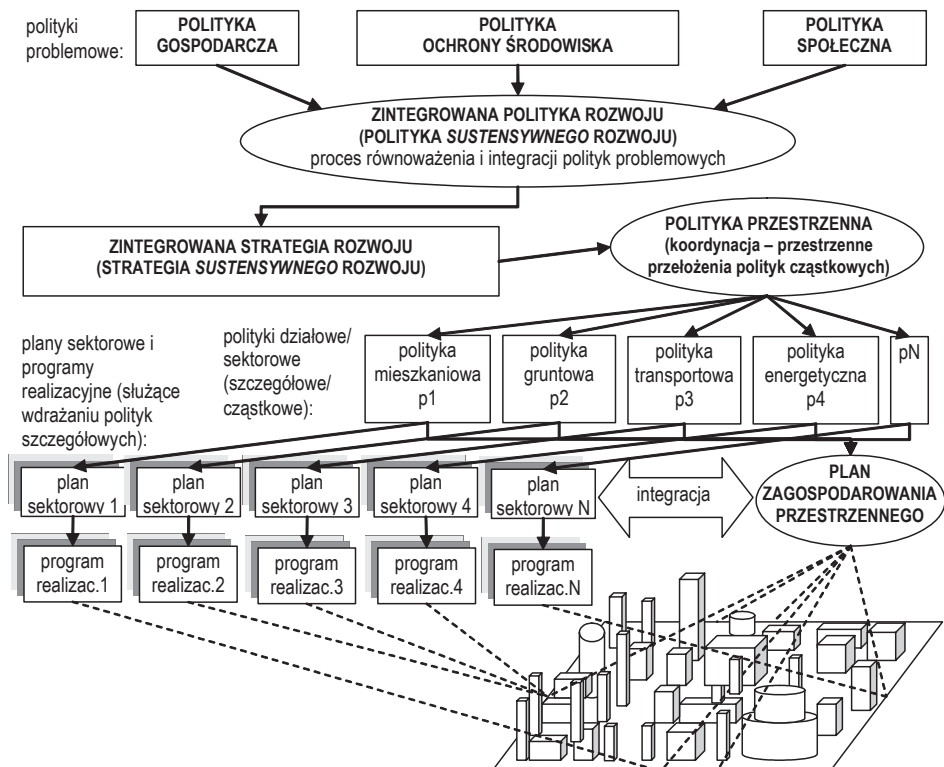 polityki
problemowe:
POLITYKA
GOSPODARCZA
POLITYKA
OCHRONY ŚRODOWISKA
POLITYKA
SPOŁECZNA
ZINTEGROWANA POLITYKA ROZWOJU
(POLITYKA SUSTENSYWNEGO ROZWOJU)
proces równoważenia i integracji polityk problemowych
ZINTEGROWANA STRATEGIA ROZWOJU
(STRATEGIA SUSTENSYWNEGO ROZWOJU)
POLITYKA PRZESTRZENNA
(koordynacja – przestrzenne
przełożenia polityk cząstkowych)
plany sektorowe i
programy
realizacyjne (służące
wdrażaniu polityk
szczegółowych):
polityki działowe/
sektorowe
(szczegółowe/
cząstkowe):
polityka
mieszkaniowa
p1
polityka
gruntowa
p2
polityka
transportowa
p3
polityka
energetyczna
p4
pN
plan
sektorowy 1
plan
sektorowy 2
plan
sektorowy 3
plan
sektorowy 4
plan
sektorowy N
integracja
PLAN
ZAGOSPODAROWANIA
PRZESTRZENNEGO
program
realizac.1
program
realizac.2
program
realizac.3
program
realizac.4
program
realizac.N